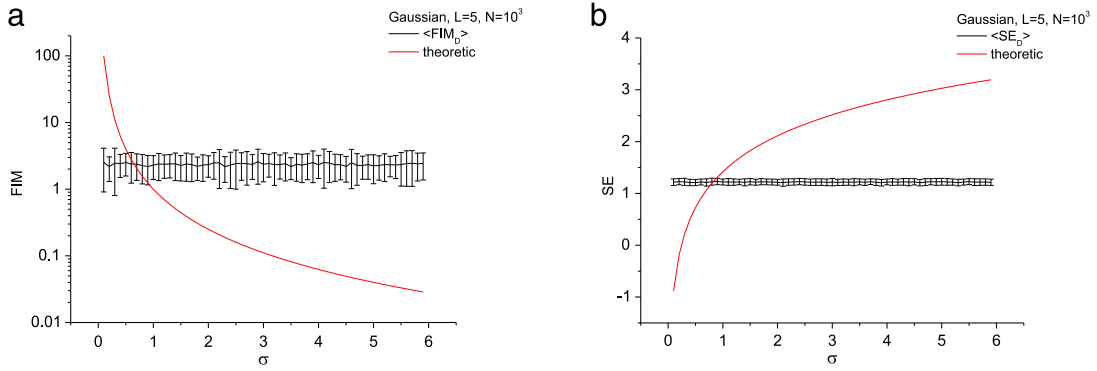 a
Gaussian, L=5, N=10³
<FIM_D>
theoretic
100
10
1
0.1
0.01
FIM
0 1 2 3 4 5 6
σ
b
Gaussian, L=5, N=10³
<SE_D>
theoretic
4
3
2
1
0
-1
SE
0 1 2 3 4 5 6
σ